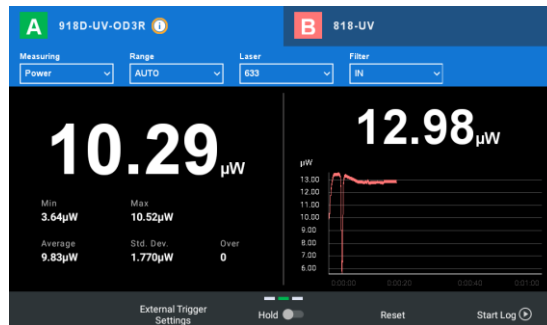 A 918D-UV-OD3R
B 818-UV
Measuring Range Laser Filter
Power AUTO 633 IN
10.29µW
Min Max
3.64µW 10.52µW
Average Std. Dev. Over
9.83µW 1.770µW 0
12.98µW
µW
13.00
12.00
11.00
10.00
9.00
8.00
7.00
6.00
0:00:00 0:00:20 0:00:40 0:01:00
External Trigger
Settings
Hold
Reset
Start Log